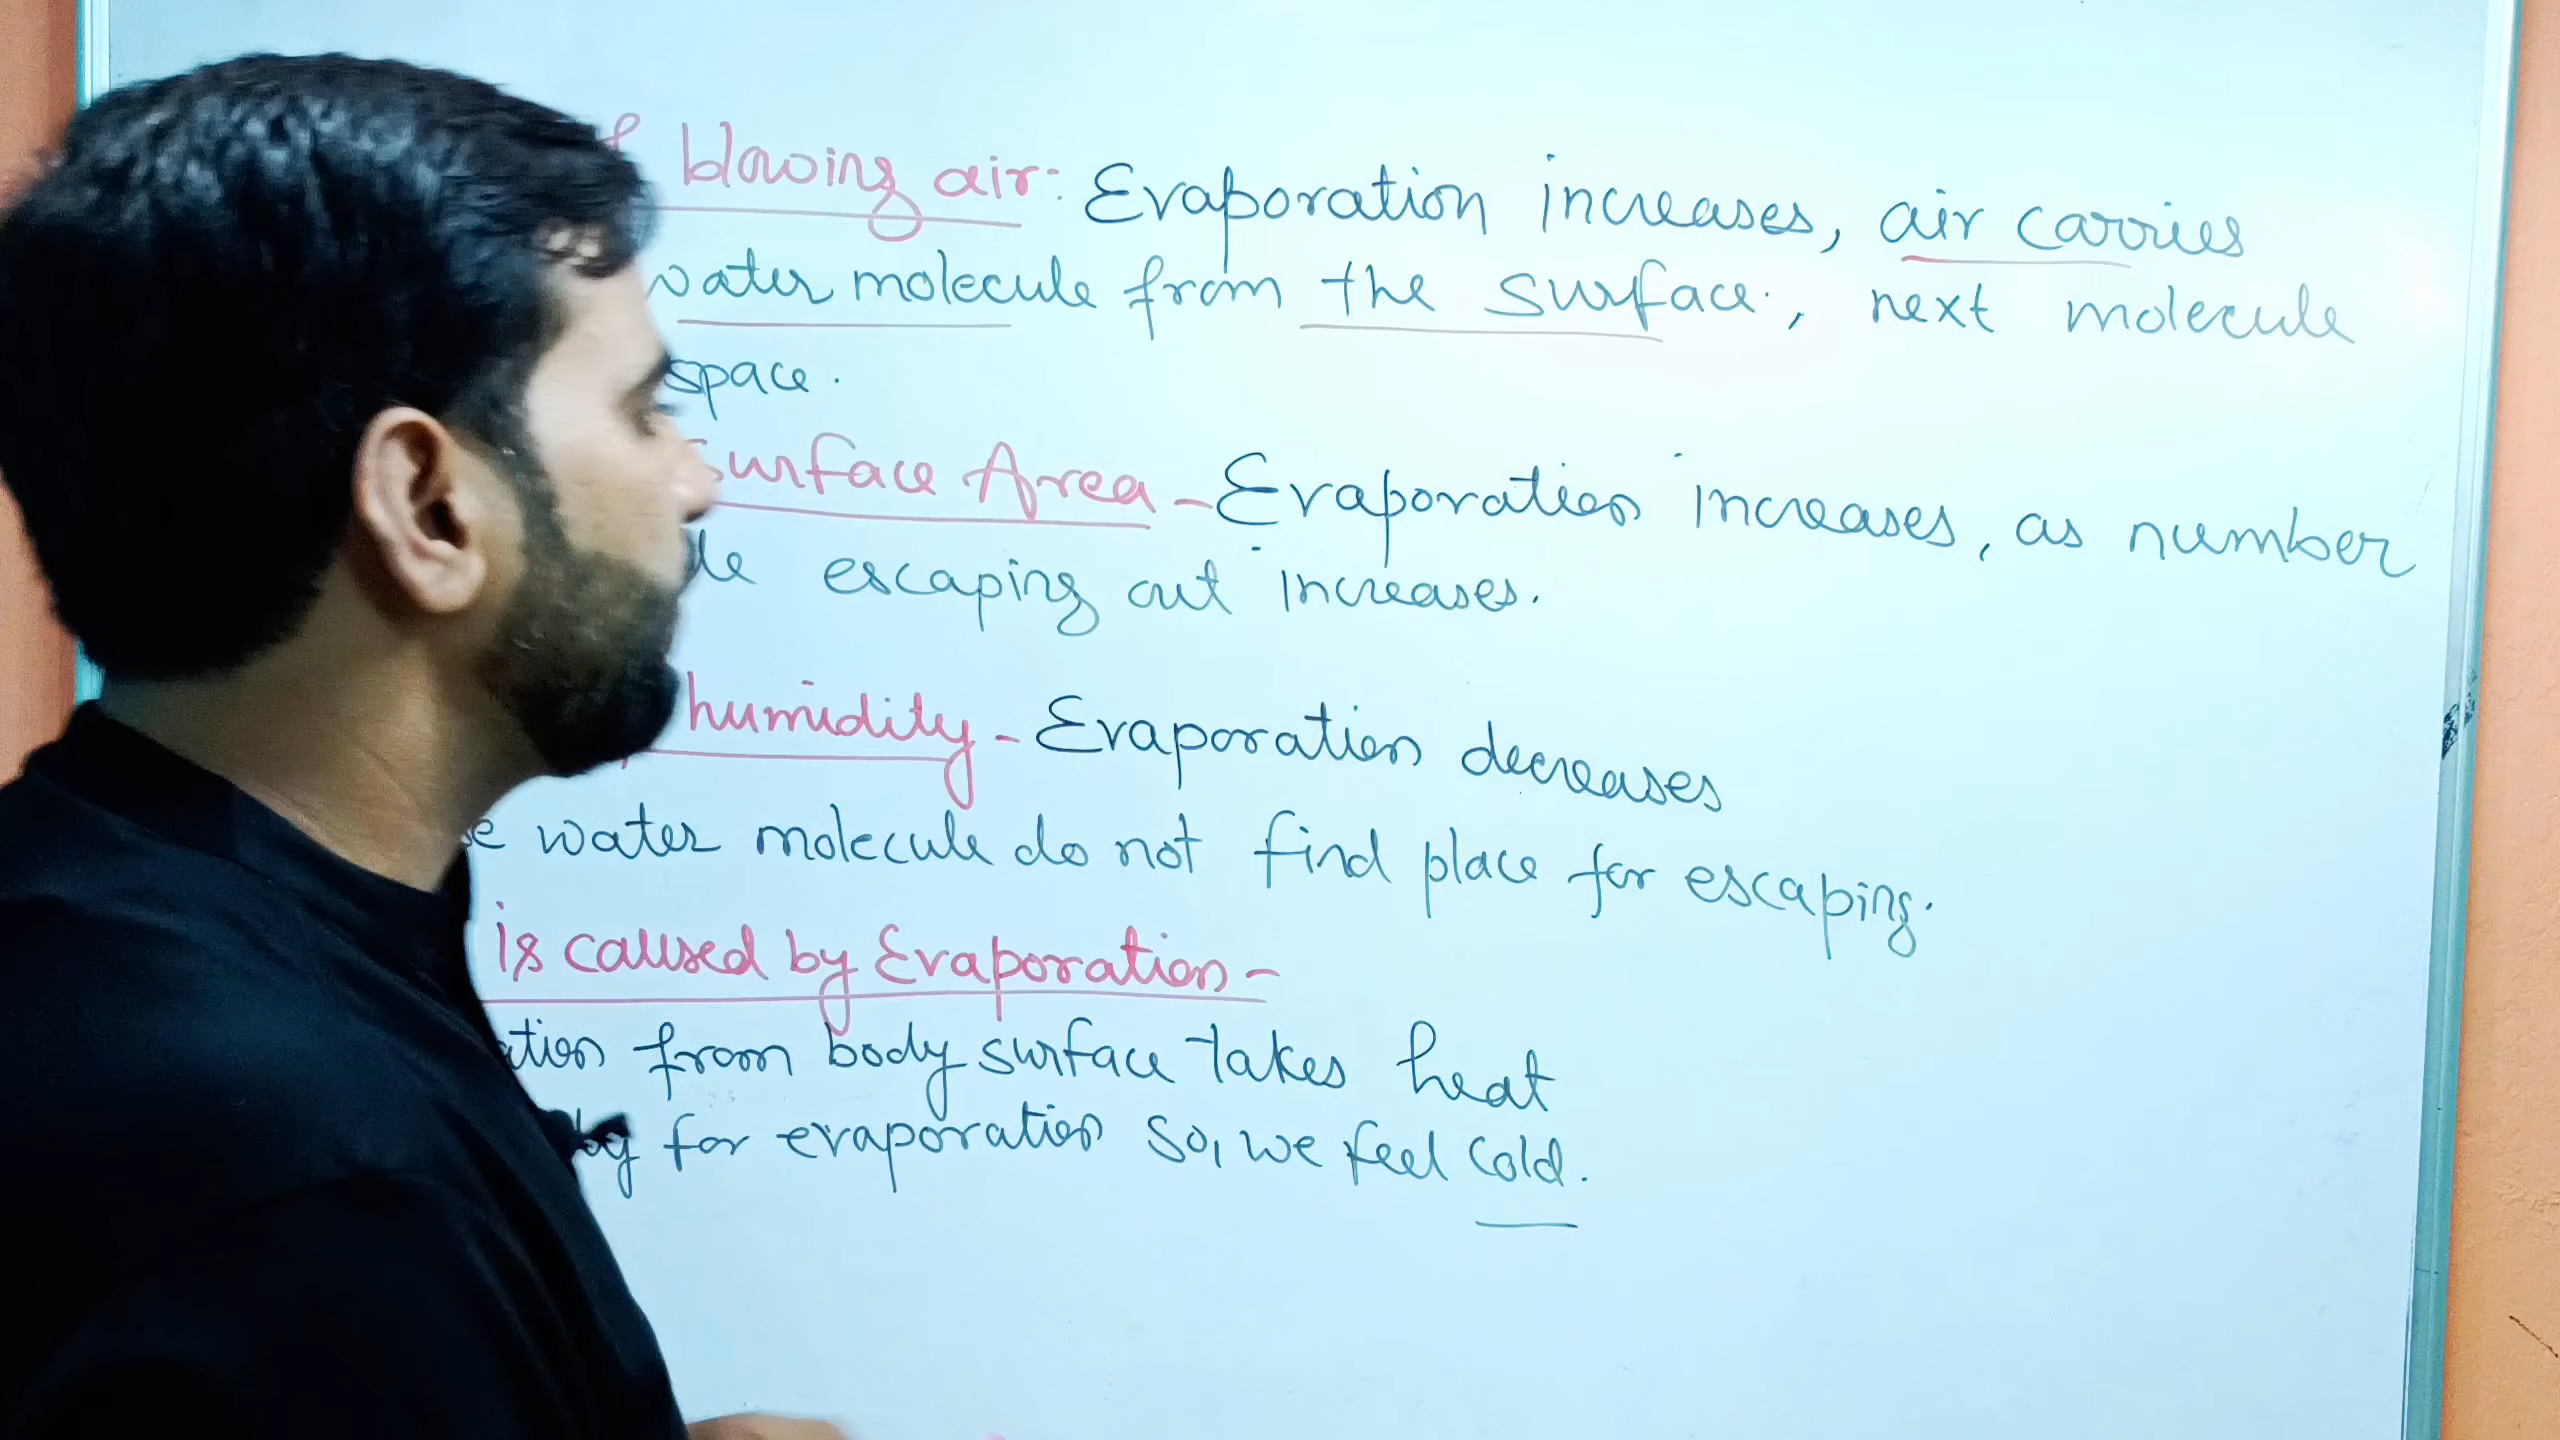 blowing air: Evaporation increases, air carries
water molecule from the surface, next molecule
space.
Surface Area - Evaporation increases, as number
escaping out increases.
humidity - Evaporation decreases
water molecule do not find place for escaping.
is caused by Evaporation -
from body surface takes heat
for evaporation so, we feel cold.